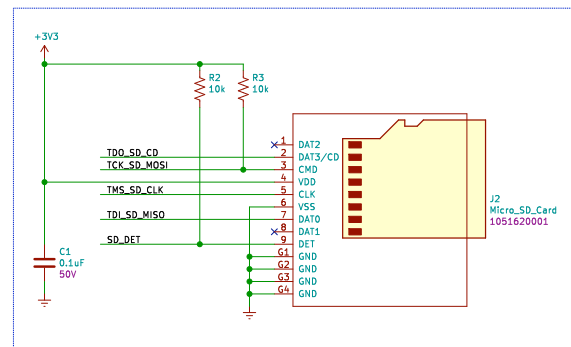 +3V3
R2
10k
R3
10k
1 DAT2
TDO_SD_CD 2 DAT3/CD
TCK_SD_MOSI 3 CMD
4 VDD
TMS_SD_CLK 5 CLK
6 VSS
TDI_SD_MISO 7 DAT0
8 DAT1
SD_DET 9 DET
G1 GND
G2 GND
G3 GND
G4 GND
J2
Micro_SD_Card
1051620001
C1
0.1uF
50V